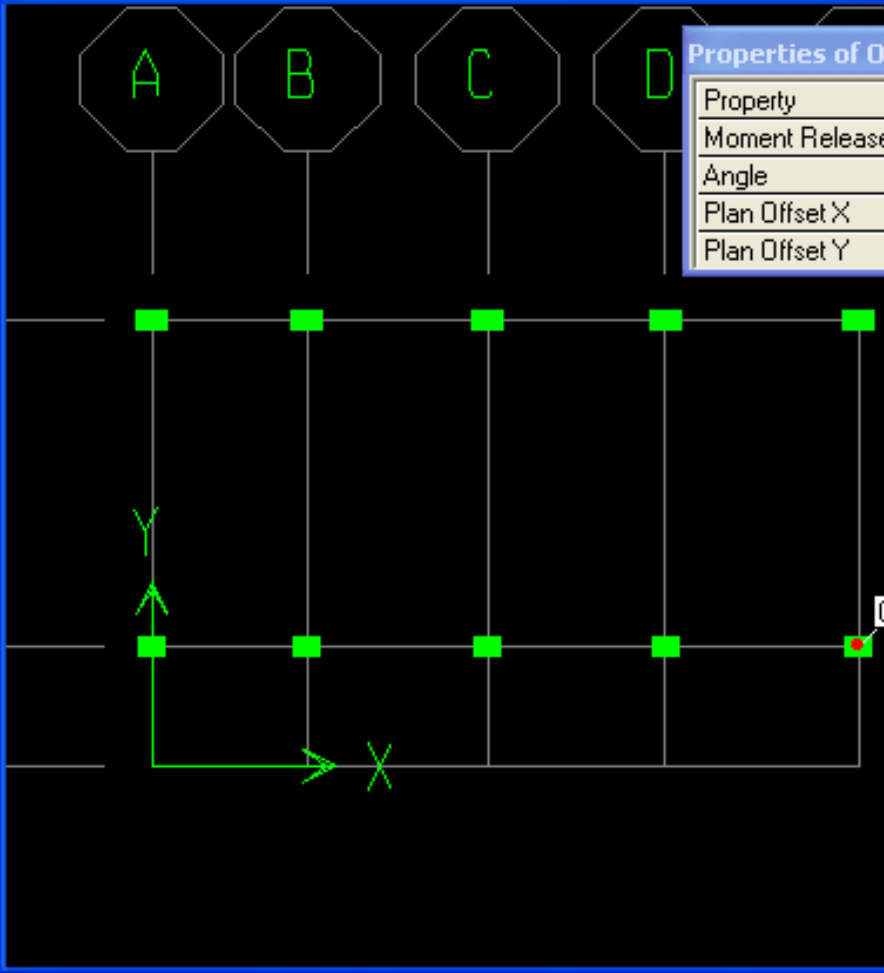 A B C D
Properties of O
Property
Moment Release
Angle
Plan Offset X
Plan Offset Y
Y
X